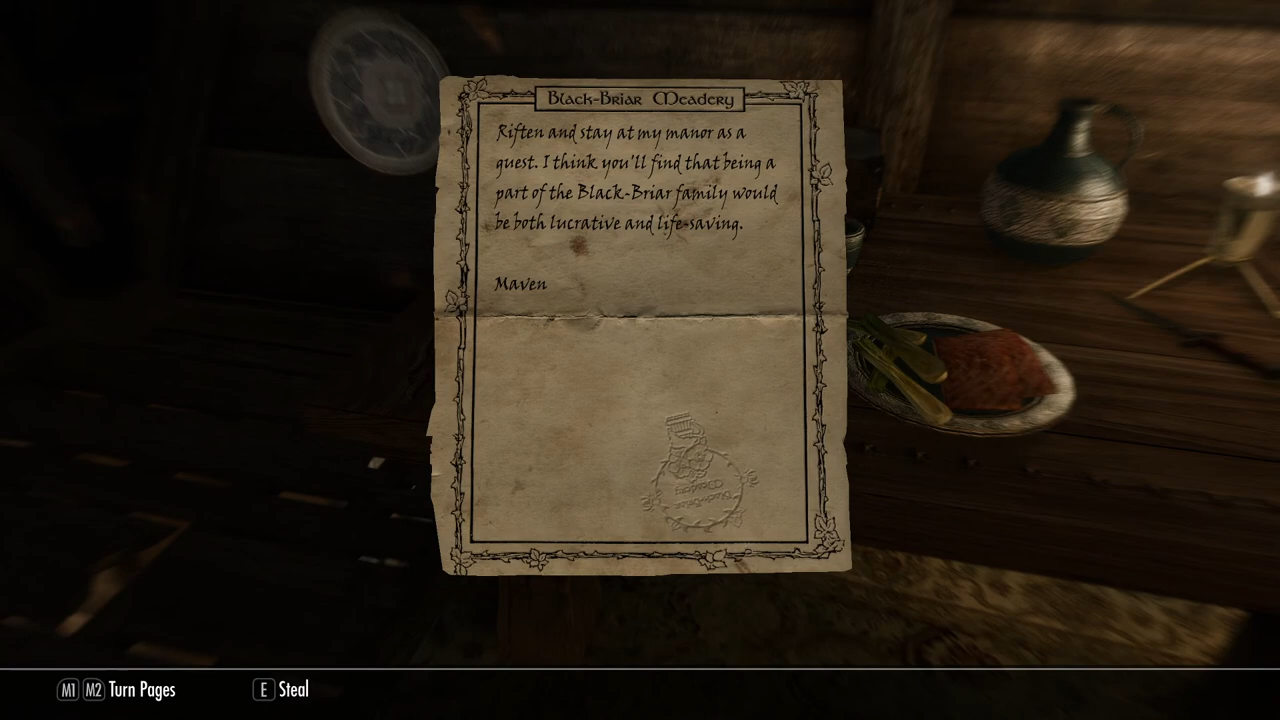 Black-Briar Meadery
Riften and stay at my manor as a
guest. I think you'll find that being a
part of the Black-Briar family would
be both lucrative and life-saving.
Maven
M1 M2 Turn Pages
E Steal